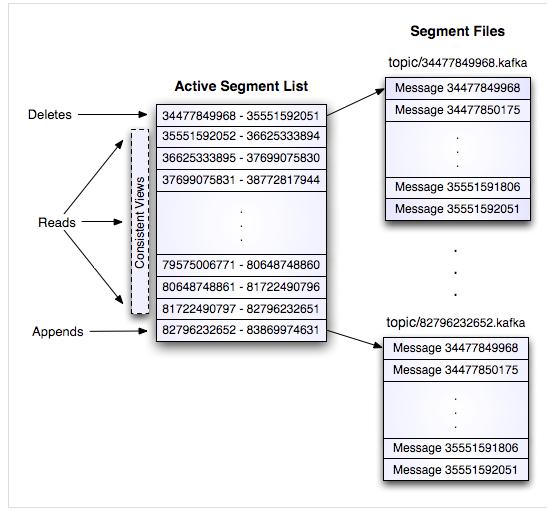 Segment Files
topic/34477849968.kafka
Active Segment List
Message 34477849968
Deletes
34477849968 - 35551592051
Message 34477850175
35551592052 - 36625333894
.
.
.
36625333895 - 37699075830
37699075831 - 38772817944
Message 35551591806
Message 35551592051
Reads
Consistent Views
.
.
.
.
.
.
79575006771 - 80648748860
80648748861 - 81722490796
81722490797 - 82796232651
topic/82796232652.kafka
Appends
82796232652 - 83869974631
Message 34477849968
Message 34477850175
.
.
.
Message 35551591806
Message 35551592051